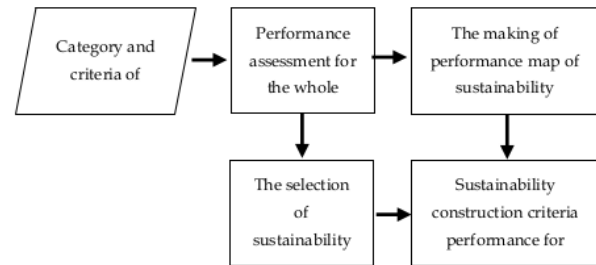 Category and
criteria of
Performance
assessment for
the whole
The making of
performance map of
sustainability
The selection
of
sustainability
Sustainability
construction criteria
performance for